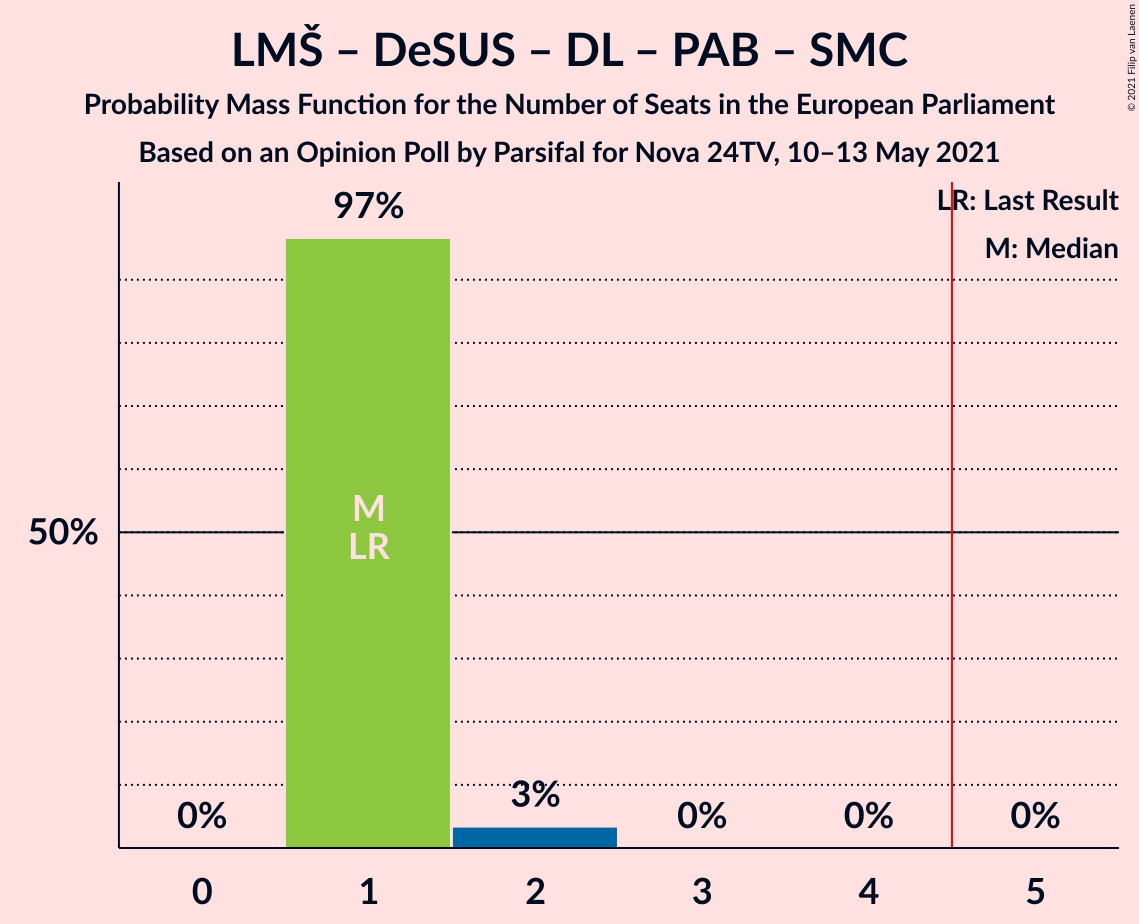 LMŠ – DeSUS – DL – PAB – SMC
Probability Mass Function for the Number of Seats in the European Parliament
Based on an Opinion Poll by Parsifal for Nova 24TV, 10–13 May 2021
© 2021 Filip van Laenen
LR: Last Result
M: Median
97%
M
LR
50%
0%
3%
0%
0%
0%
0
1
2
3
4
5